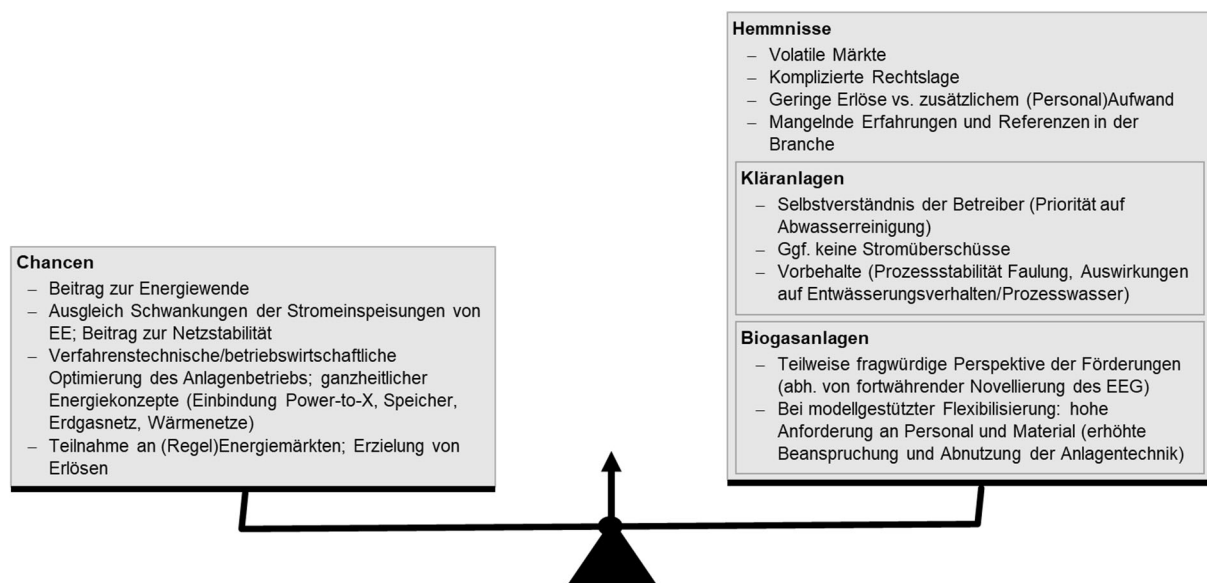 Chancen
– Beitrag zur Energiewende
– Ausgleich Schwankungen der Stromeinspeisungen von
EE; Beitrag zur Netzstabilität
– Verfahrenstechnische/betriebswirtschaftliche
Optimierung des Anlagenbetriebs; ganzheitlicher
Energiekonzepte (Einbindung Power-to-X, Speicher,
Erdgasnetz, Wärmenetze)
– Teilnahme an (Regel)Energiemärkten; Erzielung von
Erlösen
Hemmnisse
– Volatile Märkte
– Komplizierte Rechtslage
– Geringe Erlöse vs. zusätzlichem (Personal)Aufwand
– Mangelnde Erfahrungen und Referenzen in der
Branche
Kläranlagen
– Selbstverständnis der Betreiber (Priorität auf
Abwasserreinigung)
– Ggf. keine Stromüberschüsse
– Vorbehalte (Prozessstabilität Faulung, Auswirkungen
auf Entwässerungsverhalten/Prozesswasser)
Biogasanlagen
– Teilweise fragwürdige Perspektive der Förderungen
(abh. von fortwährender Novellierung des EEG)
– Bei modellgestützter Flexibilisierung: hohe
Anforderung an Personal und Material (erhöhte
Beanspruchung und Abnutzung der Anlagentechnik)